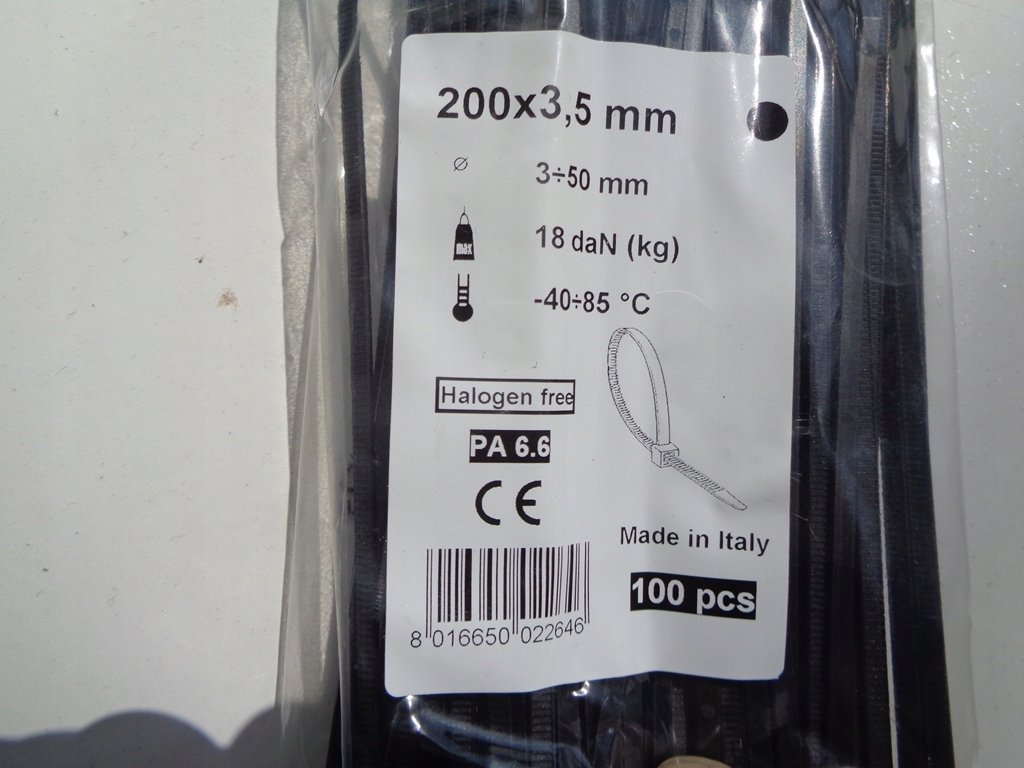 200x3,5 mm
⌀ 3÷50 mm
max 18 daN (kg)
-40÷85 °C
Halogen free
PA 6.6
CE
Made in Italy
100 pcs
8 016650 022646